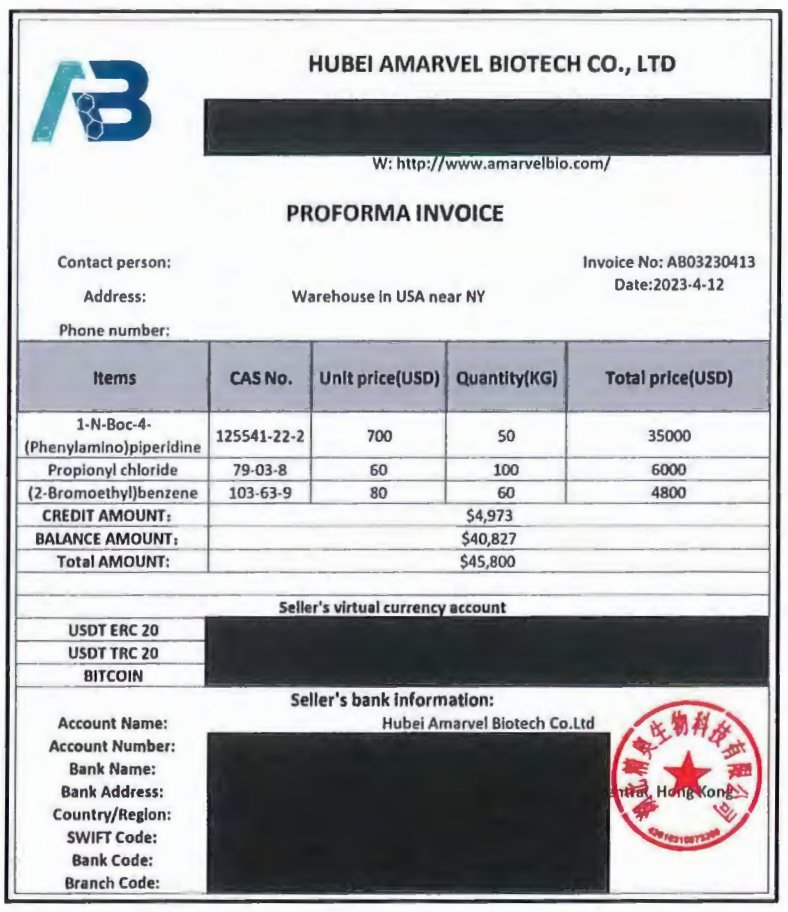 AB
HUBEI AMARVEL BIOTECH CO., LTD
W: http://www.amarvelbio.com/
PROFORMA INVOICE
Contact person:
Invoice No: AB03230413
Date:2023-4-12
Address:
Warehouse in USA near NY
Phone number:
Items CAS No. Unit price(USD) Quantity(KG) Total price(USD)
1-N-Boc-4-
(Phenylamino)piperidine 125541-22-2 700 50 35000
Propionyl chloride 79-03-8 60 100 6000
(2-Bromoethyl)benzene 103-63-9 80 60 4800
CREDIT AMOUNT: $4,973
BALANCE AMOUNT: $40,827
Total AMOUNT: $45,800
Seller's virtual currency account
USDT ERC 20
USDT TRC 20
BITCOIN
Seller's bank information:
Account Name: Hubei Amarvel Biotech Co.Ltd
Account Number:
Bank Name:
Bank Address: Hong Kong
Country/Region:
SWIFT Code:
Bank Code:
Branch Code:
湖北精奥生物科技有限公司